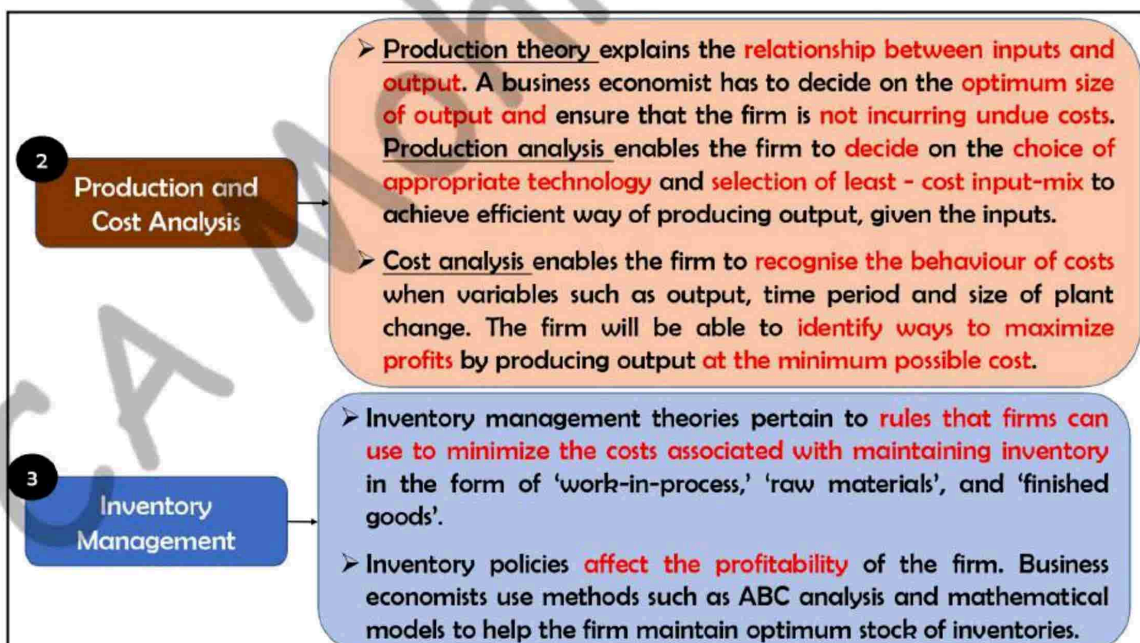 ➢ Production theory explains the relationship between inputs and
output. A business economist has to decide on the optimum size
of output and ensure that the firm is not incurring undue costs.
Production analysis enables the firm to decide on the choice of
appropriate technology and selection of least - cost input-mix to
achieve efficient way of producing output, given the inputs.
2
Production and
Cost Analysis
➢ Cost analysis enables the firm to recognise the behaviour of costs
when variables such as output, time period and size of plant
change. The firm will be able to identify ways to maximize
profits by producing output at the minimum possible cost.
➢ Inventory management theories pertain to rules that firms can
use to minimize the costs associated with maintaining inventory
in the form of ‘work-in-process,’ ‘raw materials’, and ‘finished
goods’.
3
Inventory
Management
➢ Inventory policies affect the profitability of the firm. Business
economists use methods such as ABC analysis and mathematical
models to help the firm maintain optimum stock of inventories.
CA Moh